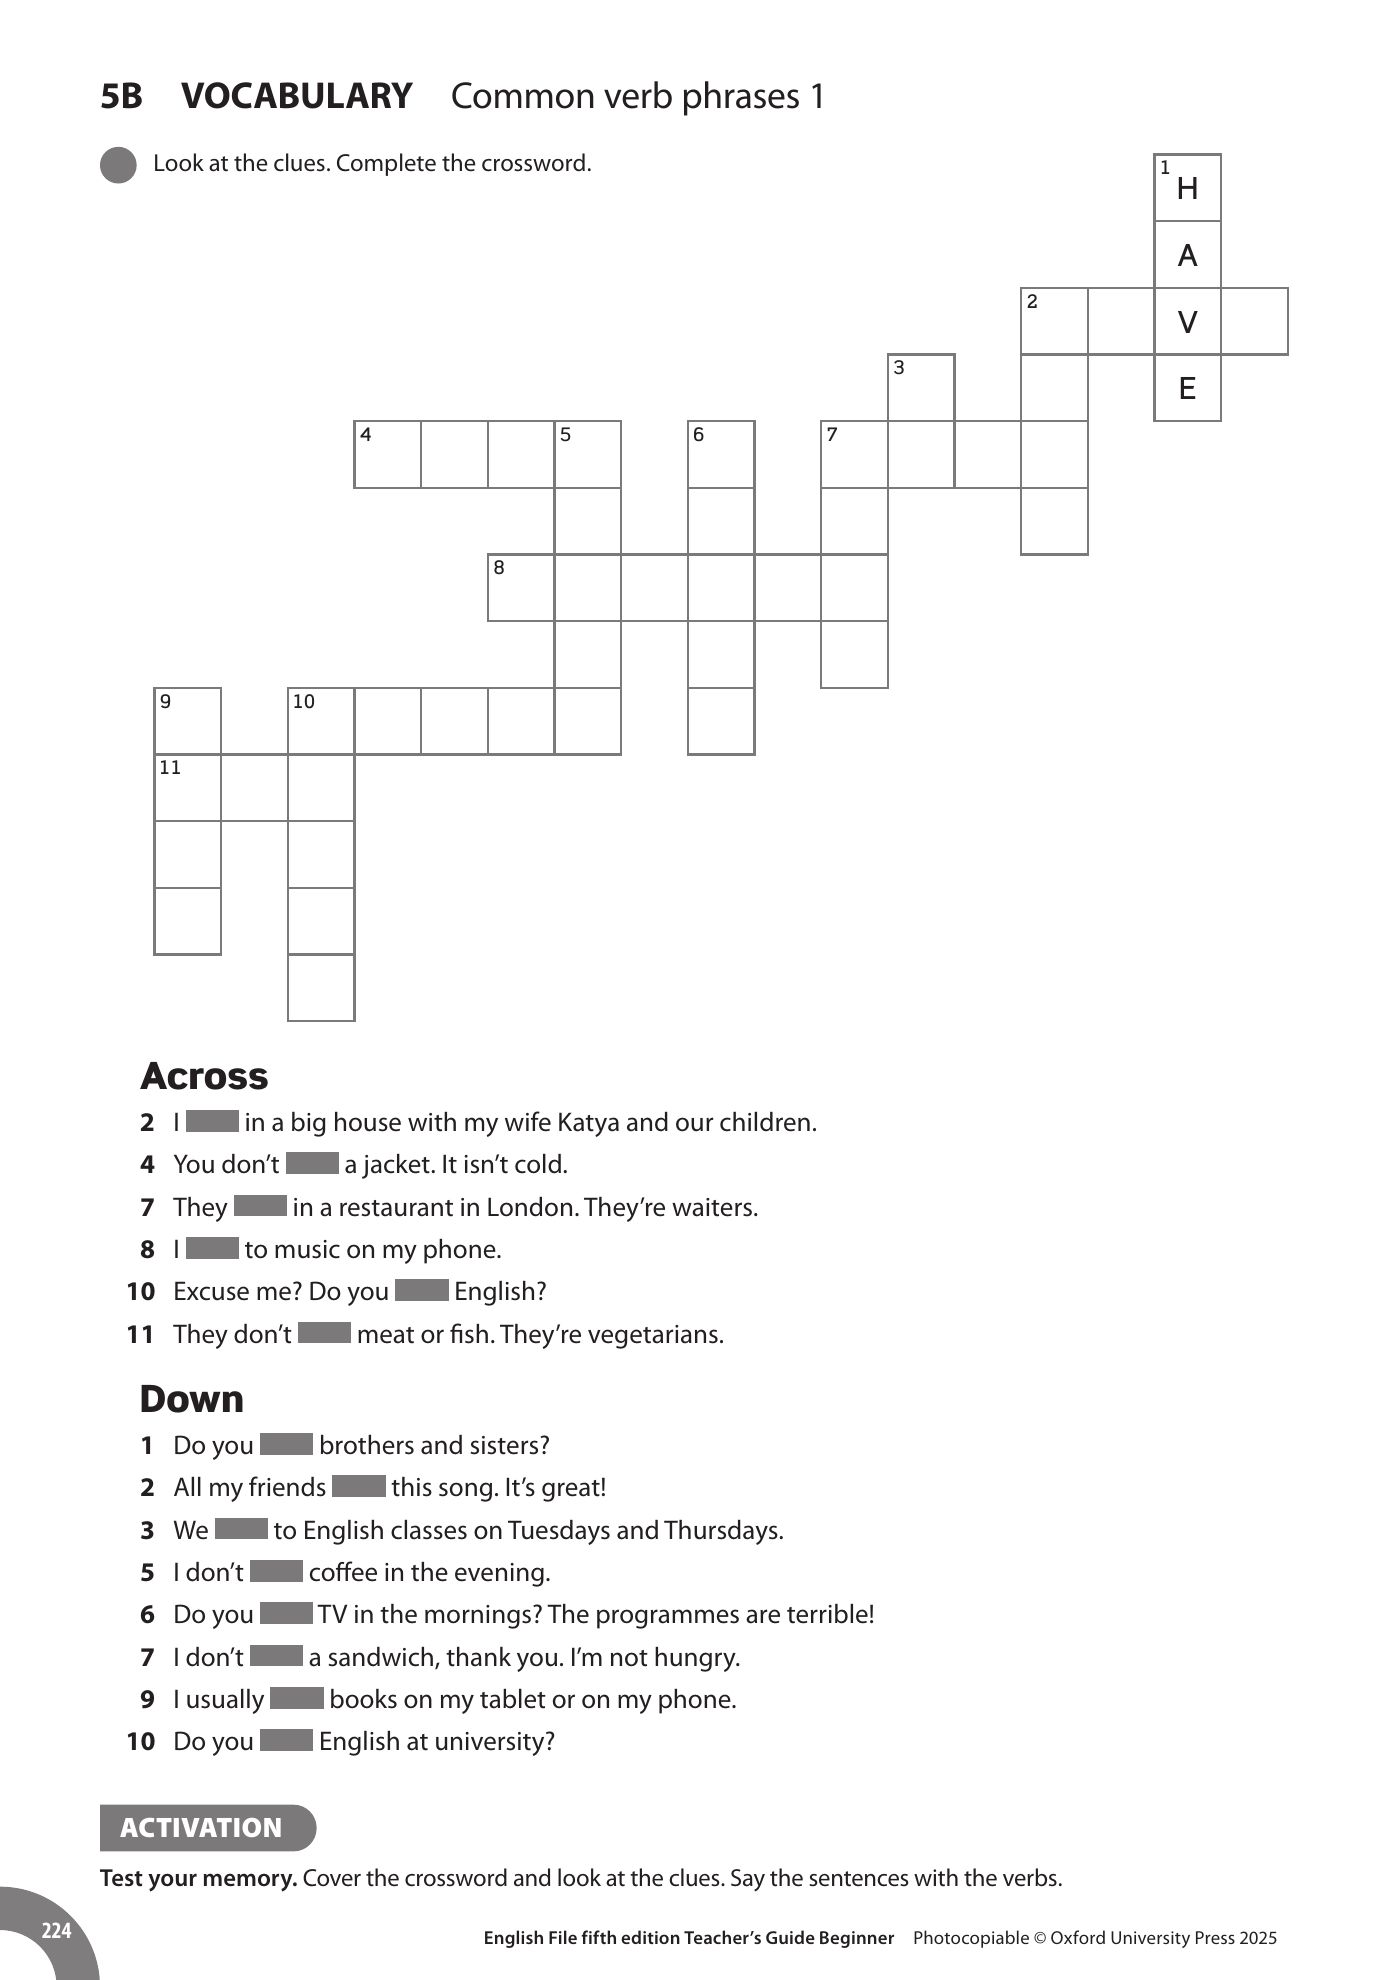 5B VOCABULARY Common verb phrases 1
Look at the clues. Complete the crossword.
1
H
A
2
V
3
E
4 5 6 7
8
9 10
11
Across
2 I in a big house with my wife Katya and our children.
4 You don't a jacket. It isn't cold.
7 They in a restaurant in London. They're waiters.
8 I to music on my phone.
10 Excuse me? Do you English?
11 They don't meat or fish. They're vegetarians.
Down
1 Do you brothers and sisters?
2 All my friends this song. It's great!
3 We to English classes on Tuesdays and Thursdays.
5 I don't coffee in the evening.
6 Do you TV in the mornings? The programmes are terrible!
7 I don't a sandwich, thank you. I'm not hungry.
9 I usually books on my tablet or on my phone.
10 Do you English at university?
ACTIVATION
Test your memory. Cover the crossword and look at the clues. Say the sentences with the verbs.
224
English File fifth edition Teacher's Guide Beginner Photocopiable © Oxford University Press 2025